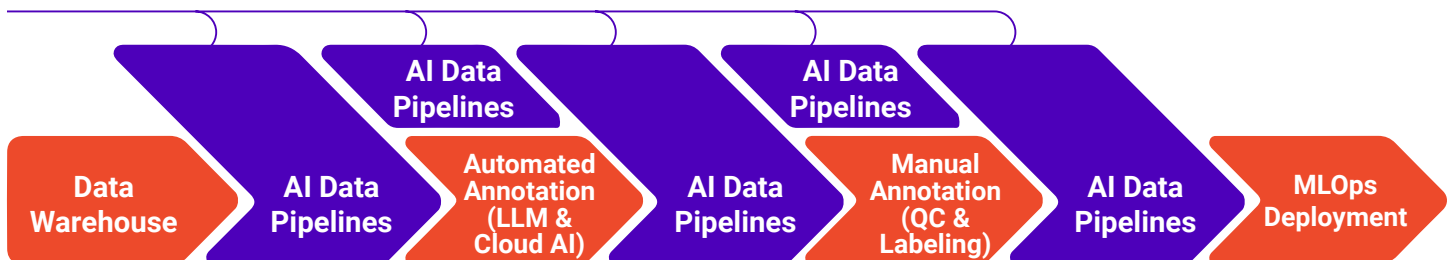 AI Data
Pipelines
AI Data
Pipelines
Data
Warehouse
AI Data
Pipelines
Automated
Annotation
(LLM &
Cloud AI)
AI Data
Pipelines
Manual
Annotation
(QC &
Labeling)
AI Data
Pipelines
MLOps
Deployment